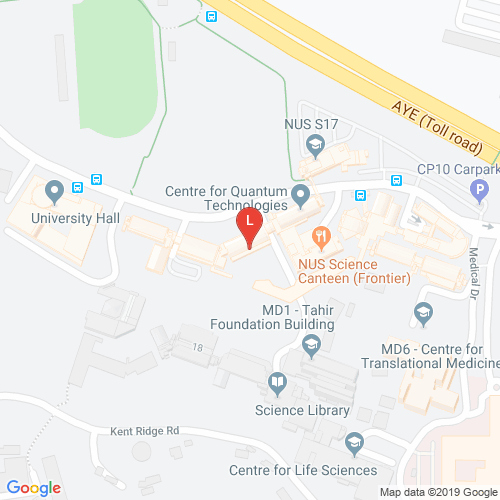 AYE (Toll road)
NUS S17
CP10 Carpark
Centre for Quantum
Technologies
University Hall
L
NUS Science
Canteen (Frontier)
Medical Dr
MD1 - Tahir
Foundation Building
18
MD6 - Centre for
Translational Medicine
Science Library
Kent Ridge Rd
Centre for Life Sciences
Google
Map data ©2019 Google